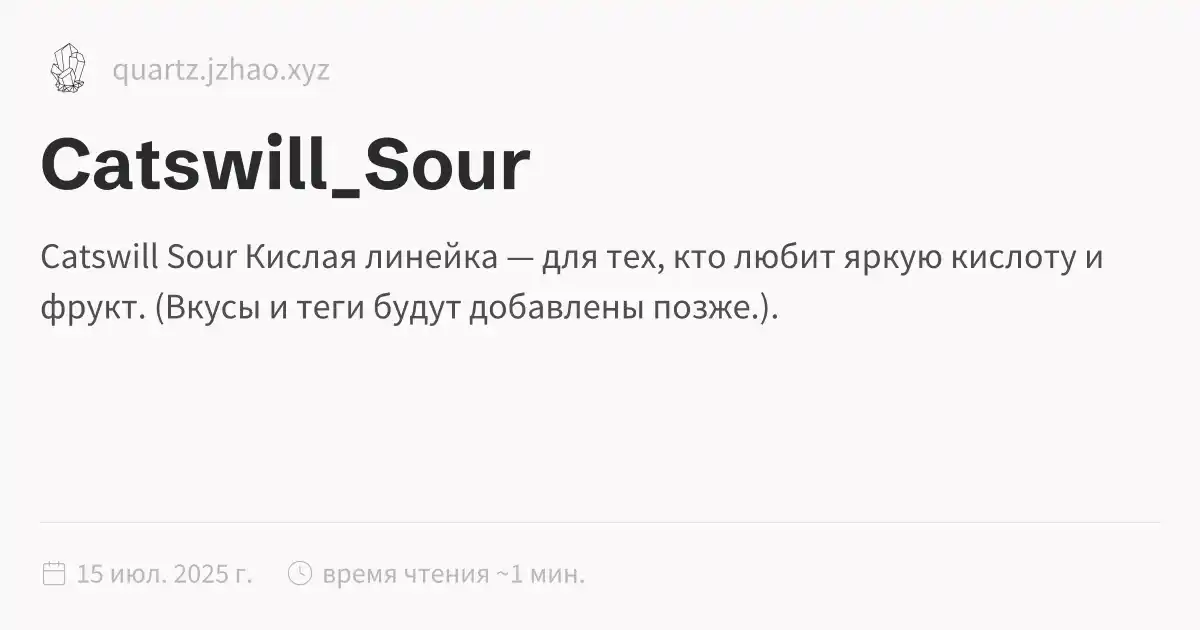 quartz.jzhao.xyz
Catswill_Sour
Catswill Sour Кислая линейка — для тех, кто любит яркую кислоту и
фрукт. (Вкусы и теги будут добавлены позже.).
15 июл. 2025 г. время чтения ~1 мин.